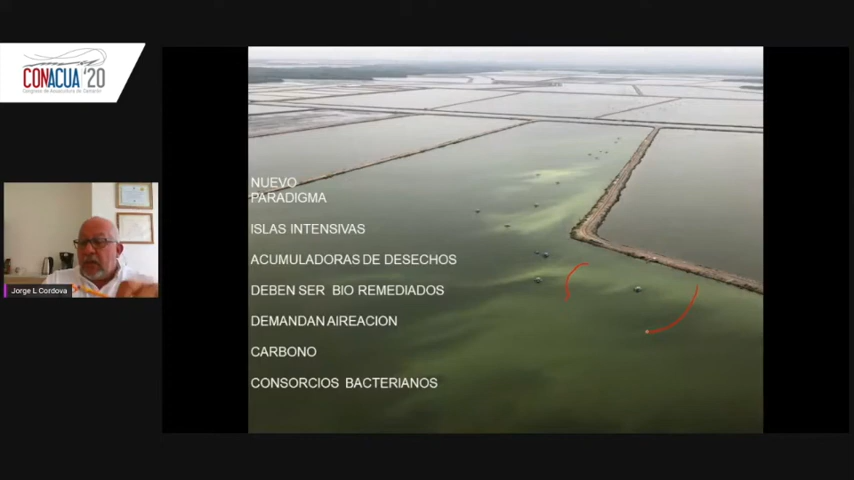 CONACUA '20
Congreso de Acuicultura de Camarón
Jorge L Cordova
NUEVO
PARADIGMA
ISLAS INTENSIVAS
ACUMULADORAS DE DESECHOS
DEBEN SER BIO REMEDIADOS
DEMANDAN AIREACION
CARBONO
CONSORCIOS BACTERIANOS